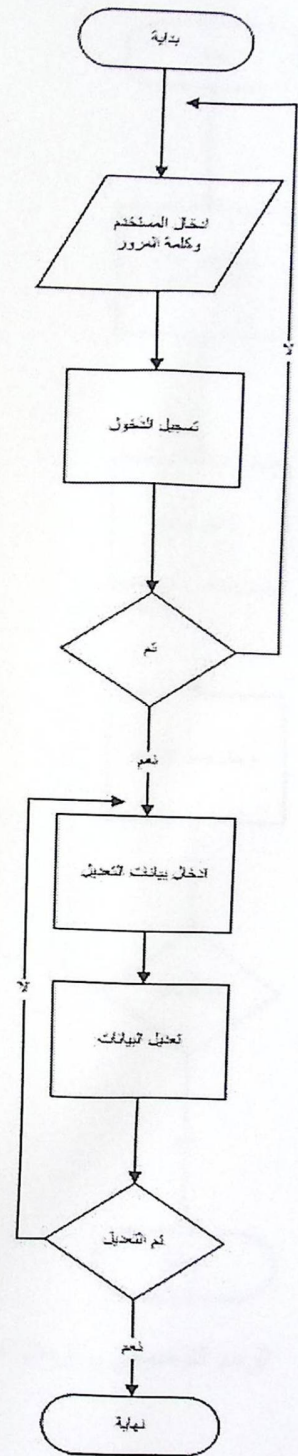 بداية
ادخال المستخدم
وكلمة المرور
تسجيل الدخول
تم
لا
نعم
ادخال بيانات التعديل
تعديل البيانات
تم التعديل
لا
نعم
نهاية